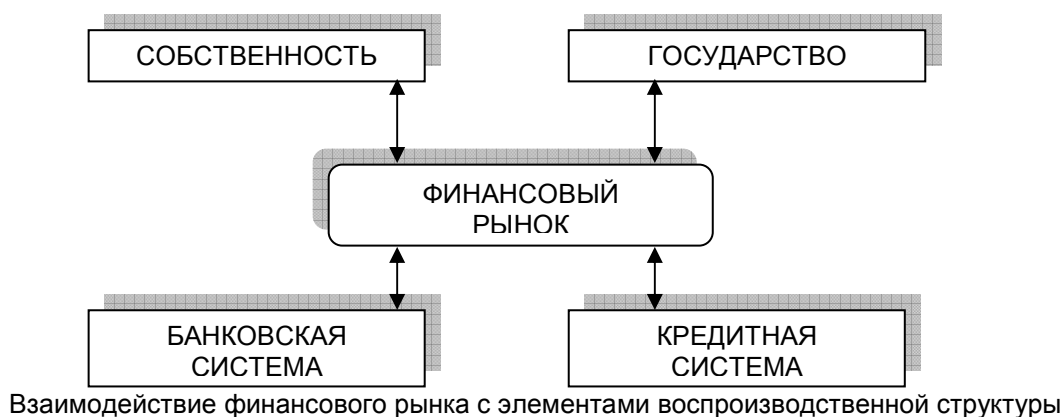 СОБСТВЕННОСТЬ
ГОСУДАРСТВО
ФИНАНСОВЫЙ
РЫНОК
БАНКОВСКАЯ
СИСТЕМА
КРЕДИТНАЯ
СИСТЕМА
Взаимодействие финансового рынка с элементами воспроизводственной структуры